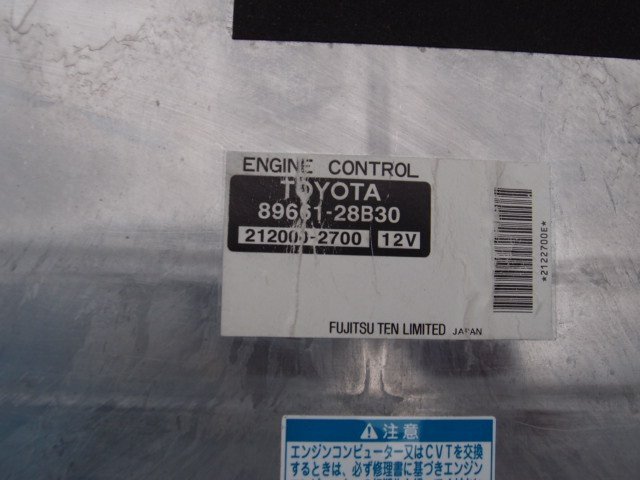 ENGINE CONTROL
TOYOTA
89661-28B30
212000-2700 12V
*2122700E*
FUJITSU TEN LIMITED JAPAN
注意
エンジンコンピューター又はCVTを交換
するときは、必ず修理書に基づきエンジン